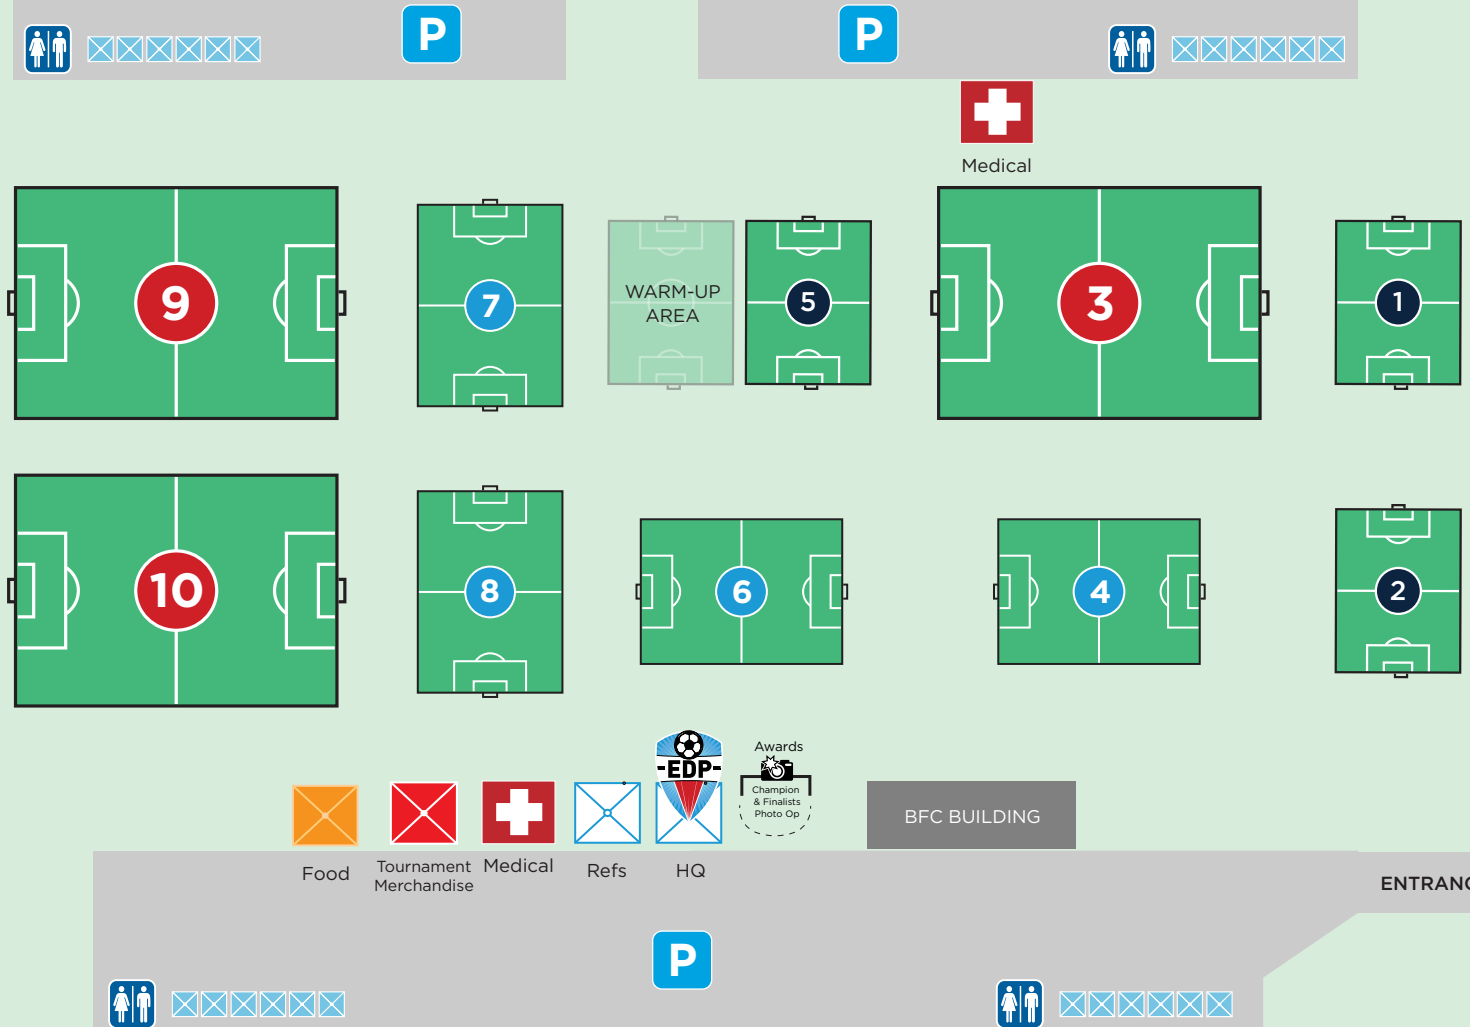 P
P
Medical
9
7
WARM-UP
AREA
5
3
1
10
8
6
4
2
EDP
Awards
Champion
& Finalists
Photo Op
BFC BUILDING
Food
Tournament
Merchandise
Medical
Refs
HQ
ENTRANC
P